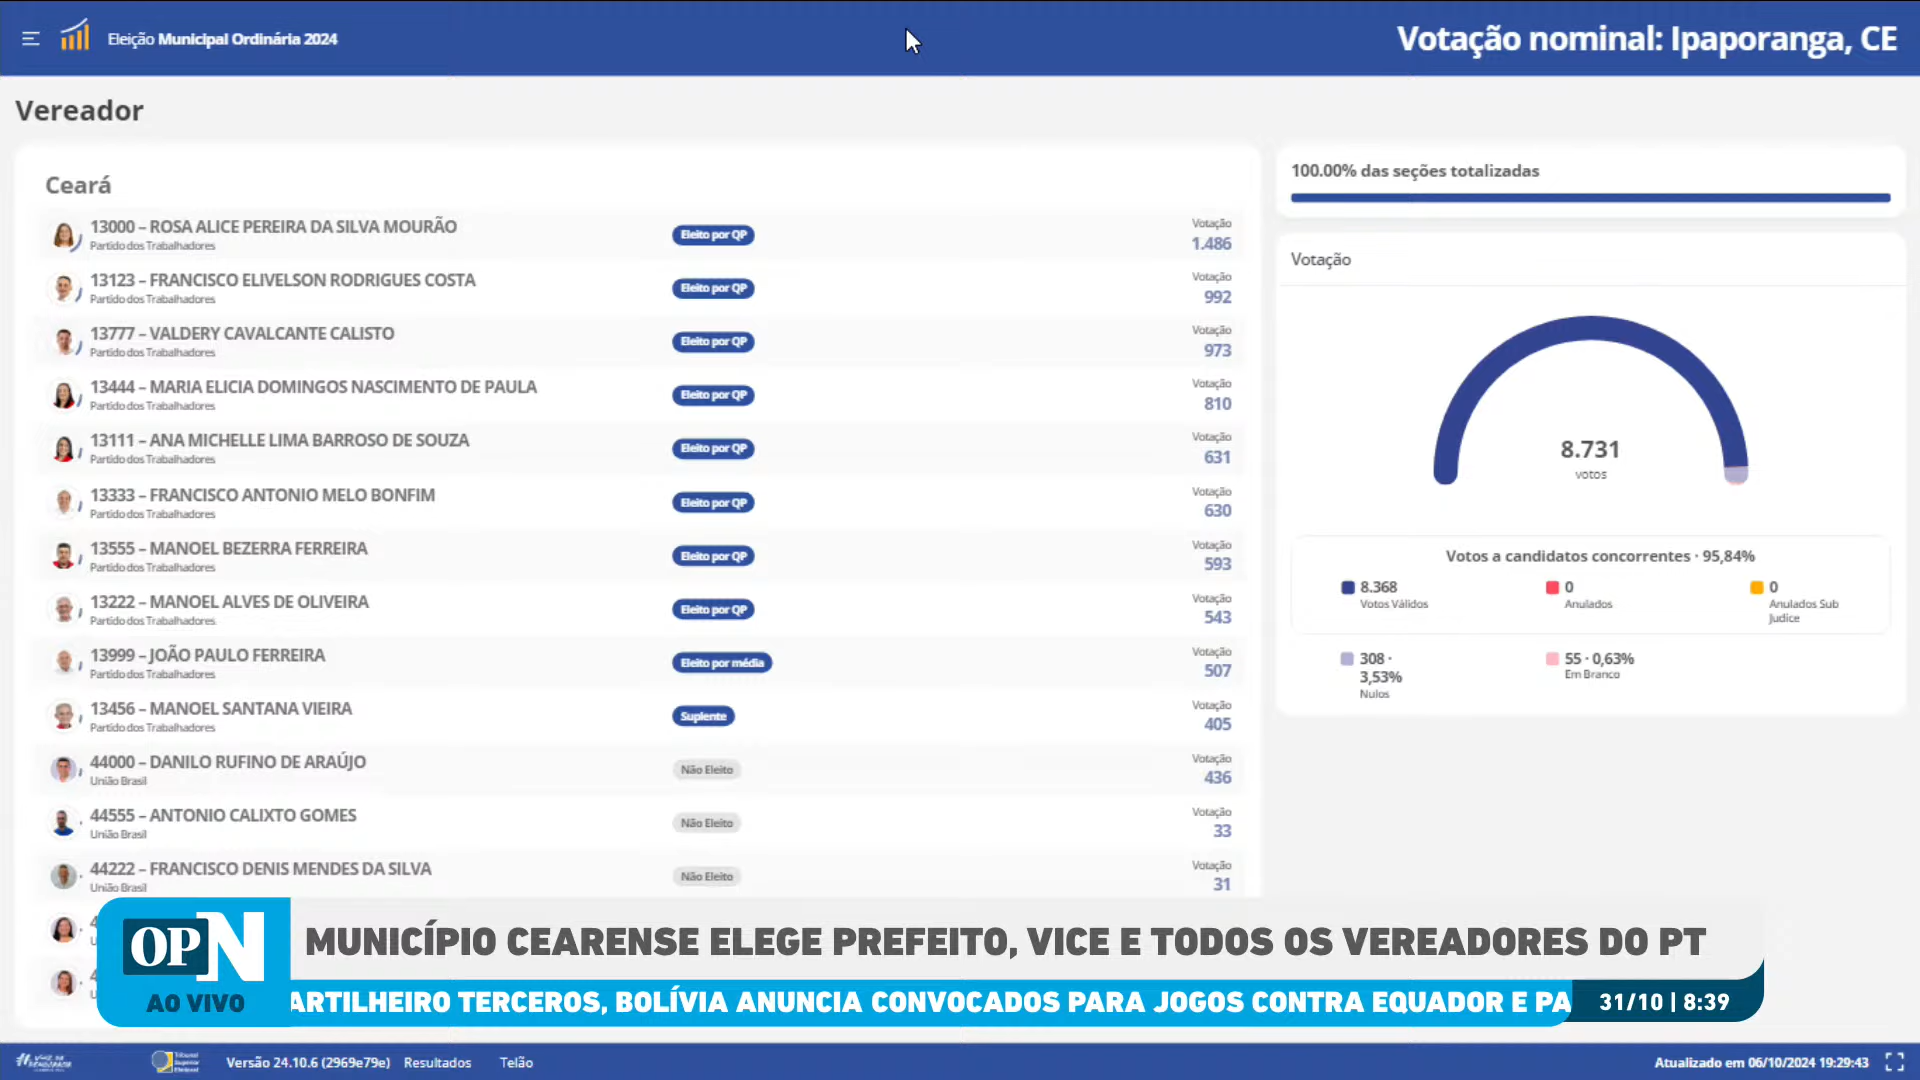 Eleição Municipal Ordinária 2024
Votação nominal: Ipaporanga, CE
Vereador
Ceará
13000 – ROSA ALICE PEREIRA DA SILVA MOURÃO
Partido dos Trabalhadores
Eleito por QP
Votação
1.486
13123 – FRANCISCO ELIVELSON RODRIGUES COSTA
Partido dos Trabalhadores
Eleito por QP
Votação
992
13777 – VALDERY CAVALCANTE CALISTO
Partido dos Trabalhadores
Eleito por QP
Votação
973
13444 – MARIA ELICIA DOMINGOS NASCIMENTO DE PAULA
Partido dos Trabalhadores
Eleito por QP
Votação
810
13111 – ANA MICHELLE LIMA BARROSO DE SOUZA
Partido dos Trabalhadores
Eleito por QP
Votação
631
13333 – FRANCISCO ANTONIO MELO BONFIM
Partido dos Trabalhadores
Eleito por QP
Votação
630
13555 – MANOEL BEZERRA FERREIRA
Partido dos Trabalhadores
Eleito por QP
Votação
593
13222 – MANOEL ALVES DE OLIVEIRA
Partido dos Trabalhadores
Eleito por QP
Votação
543
13999 – JOÃO PAULO FERREIRA
Partido dos Trabalhadores
Eleito por média
Votação
507
13456 – MANOEL SANTANA VIEIRA
Partido dos Trabalhadores
Suplente
Votação
405
44000 – DANILO RUFINO DE ARAÚJO
União Brasil
Não Eleito
Votação
436
44555 – ANTONIO CALIXTO GOMES
União Brasil
Não Eleito
Votação
33
44222 – FRANCISCO DENIS MENDES DA SILVA
União Brasil
Não Eleito
Votação
31
100.00% das seções totalizadas
Votação
8.731
votos
Votos a candidatos concorrentes · 95,84%
8.368
Votos Válidos
0
Anulados
0
Anulados Sub
Judice
308 ·
3,53%
Nulos
55 · 0,63%
Em Branco
OPN
AO VIVO
MUNICÍPIO CEARENSE ELEGE PREFEITO, VICE E TODOS OS VEREADORES DO PT
ARTILHEIRO TERCEROS, BOLÍVIA ANUNCIA CONVOCADOS PARA JOGOS CONTRA EQUADOR E PA
31/10 | 8:39
Tribunal
Superior
Eleitoral
Versão 24.10.6 (2969e79e)
Resultados
Telão
Atualizado em 06/10/2024 19:29:43